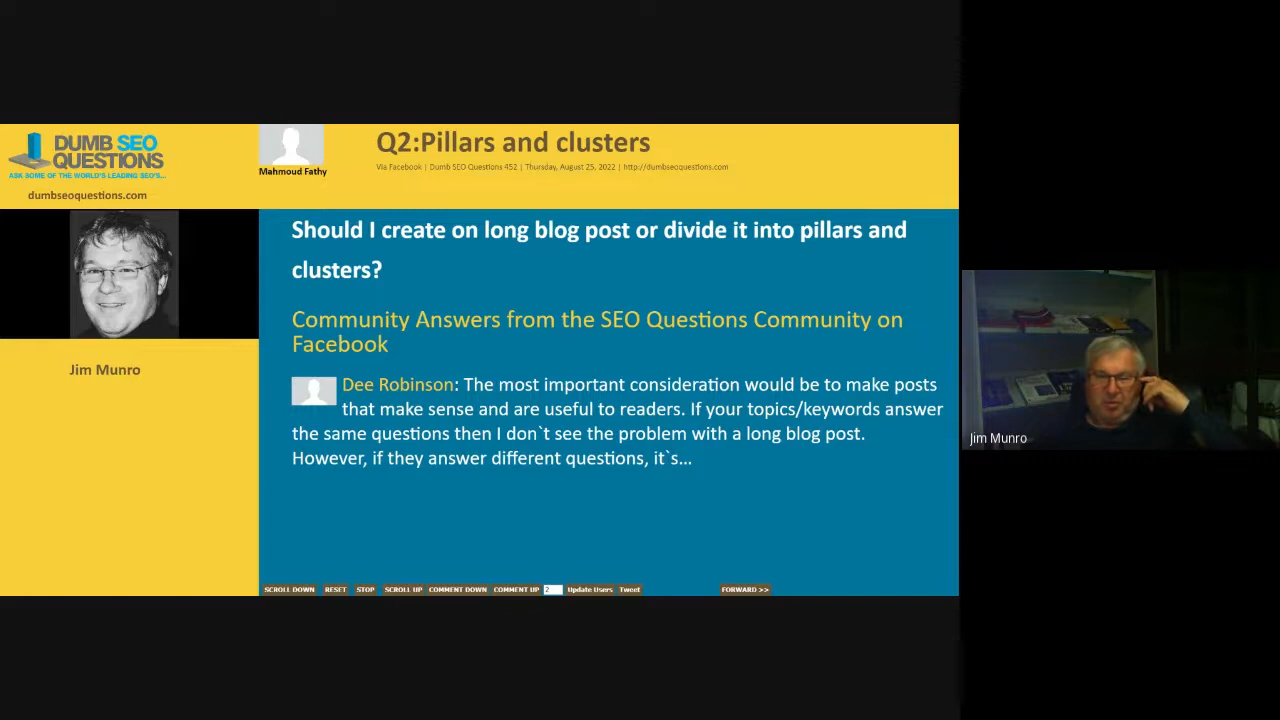 DUMB SEO
QUESTIONS
ASK SOME OF THE WORLD'S LEADING SEO'S...
dumbseoquestions.com
Mahmoud Fathy
Q2:Pillars and clusters
Via Facebook | Dumb SEO Questions 452 | Thursday, August 25, 2022 | http://dumbseoquestions.com
Jim Munro
Should I create on long blog post or divide it into pillars and
clusters?
Community Answers from the SEO Questions Community on
Facebook
Dee Robinson: The most important consideration would be to make posts
that make sense and are useful to readers. If your topics/keywords answer
the same questions then I don`t see the problem with a long blog post.
However, if they answer different questions, it`s...
SCROLL DOWN RESET STOP SCROLL UP COMMENT DOWN COMMENT UP 2 Update Users Tweet FORWARD >>
Jim Munro